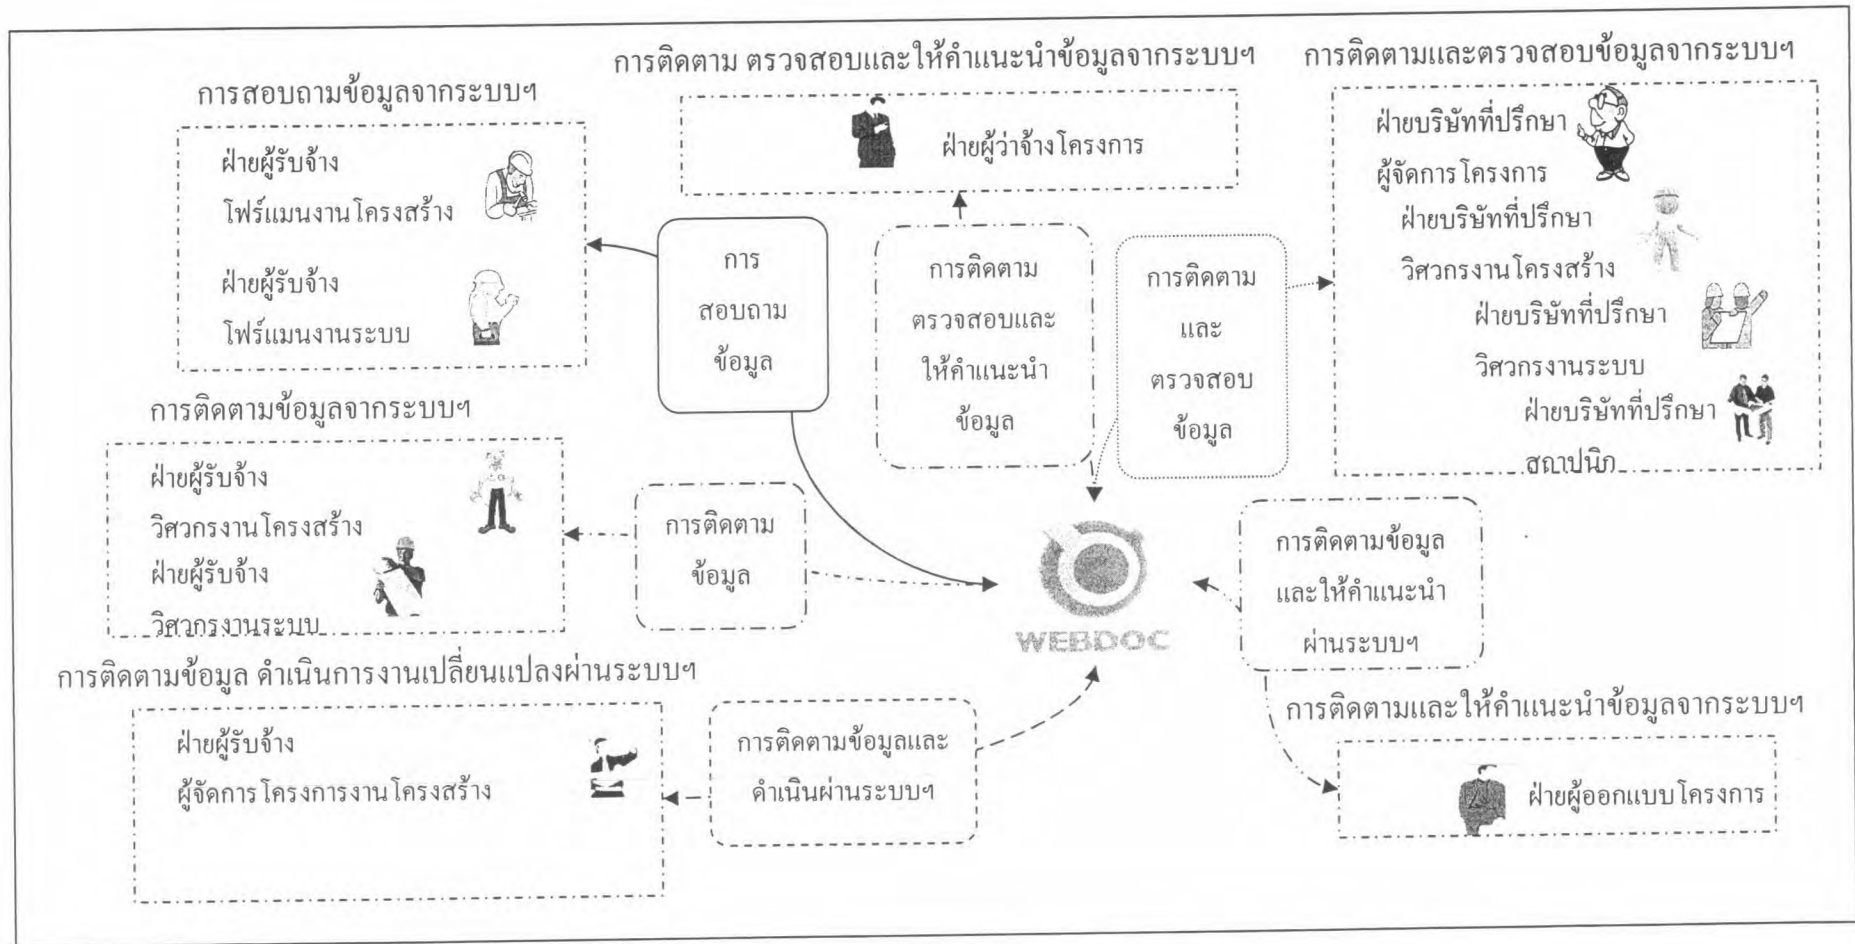 การสอบถามข้อมูลจากระบบฯ
ฝ่ายผู้รับจ้าง
โฟร์แมนงานโครงสร้าง
ฝ่ายผู้รับจ้าง
โฟร์แมนงานระบบ
การติดตาม ตรวจสอบและให้คำแนะนำข้อมูลจากระบบฯ
ฝ่ายผู้ว่าจ้างโครงการ
การติดตามและตรวจสอบข้อมูลจากระบบฯ
ฝ่ายบริษัทที่ปรึกษา
ผู้จัดการโครงการ
ฝ่ายบริษัทที่ปรึกษา
วิศวกรงานโครงสร้าง
ฝ่ายบริษัทที่ปรึกษา
วิศวกรงานระบบ
ฝ่ายบริษัทที่ปรึกษา
สถาปนิก
การ
สอบถาม
ข้อมูล
การติดตาม
ตรวจสอบและ
ให้คำแนะนำ
ข้อมูล
การติดตาม
และ
ตรวจสอบ
ข้อมูล
การติดตามข้อมูลจากระบบฯ
ฝ่ายผู้รับจ้าง
วิศวกรงานโครงสร้าง
ฝ่ายผู้รับจ้าง
วิศวกรงานระบบ
การติดตาม
ข้อมูล
WEBDOC
การติดตามข้อมูล
และให้คำแนะนำ
ผ่านระบบฯ
การติดตามข้อมูล ดำเนินการงานเปลี่ยนแปลงผ่านระบบฯ
ฝ่ายผู้รับจ้าง
ผู้จัดการโครงการงานโครงสร้าง
การติดตามข้อมูลและ
ดำเนินผ่านระบบฯ
การติดตามและให้คำแนะนำข้อมูลจากระบบฯ
ฝ่ายผู้ออกแบบโครงการ